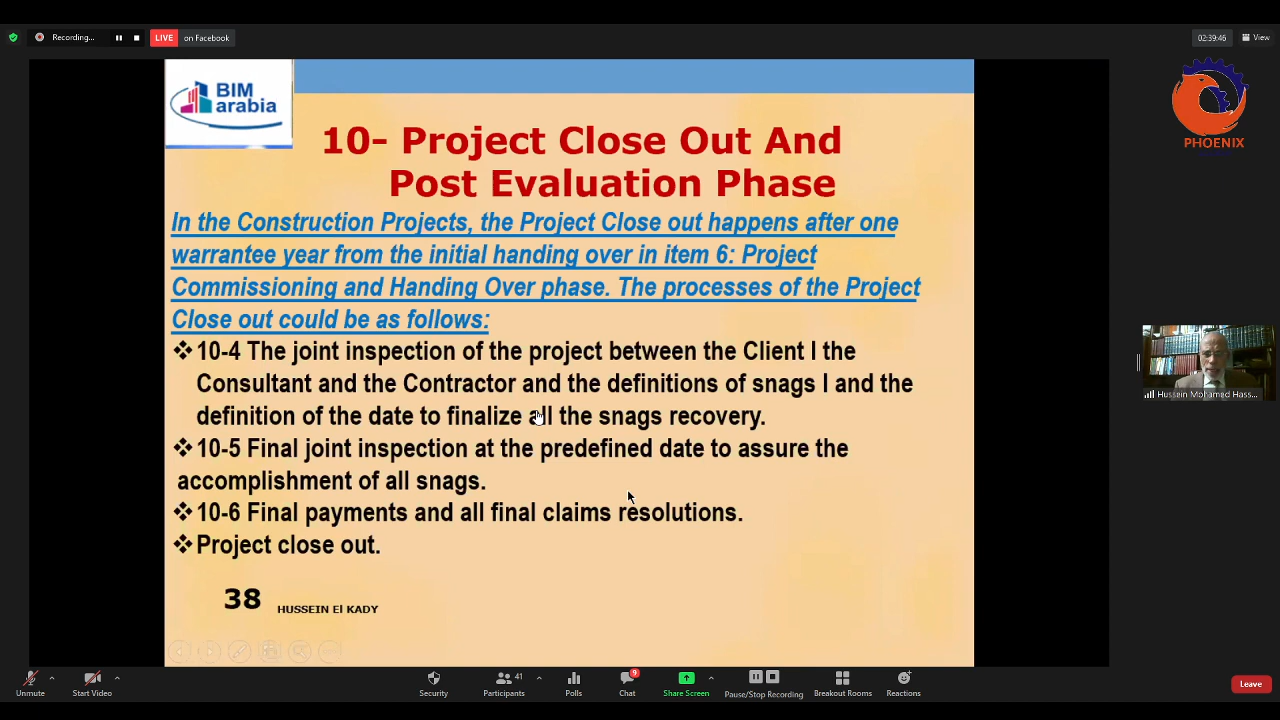 Recording...
LIVE on Facebook
02:39:46
View
BIM
arabia
PHOENIX
10- Project Close Out And
Post Evaluation Phase
In the Construction Projects, the Project Close out happens after one
warrantee year from the initial handing over in item 6: Project
Commissioning and Handing Over phase. The processes of the Project
Close out could be as follows:
❖10-4 The joint inspection of the project between the Client l the
Consultant and the Contractor and the definitions of snags l and the
definition of the date to finalize all the snags recovery.
❖10-5 Final joint inspection at the predefined date to assure the
accomplishment of all snags.
❖10-6 Final payments and all final claims resolutions.
❖Project close out.
38 HUSSEIN El KADY
Hussein Mohamed Hass...
Unmute
Start Video
Security
Participants 41
Polls
Chat 9
Share Screen
Pause/Stop Recording
Breakout Rooms
Reactions
Leave